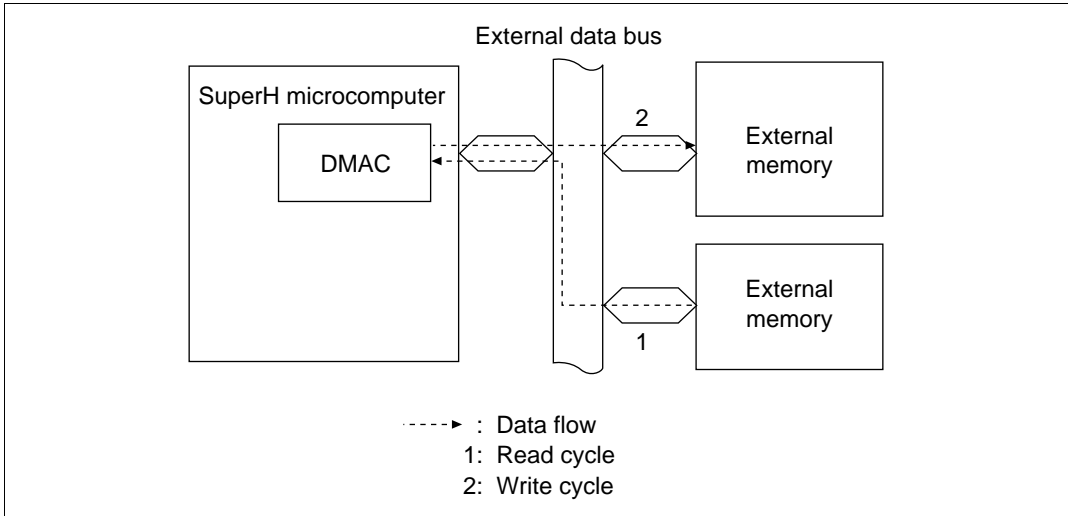 External data bus
SuperH microcomputer
DMAC
2
External
memory
External
memory
1
: Data flow
1: Read cycle
2: Write cycle